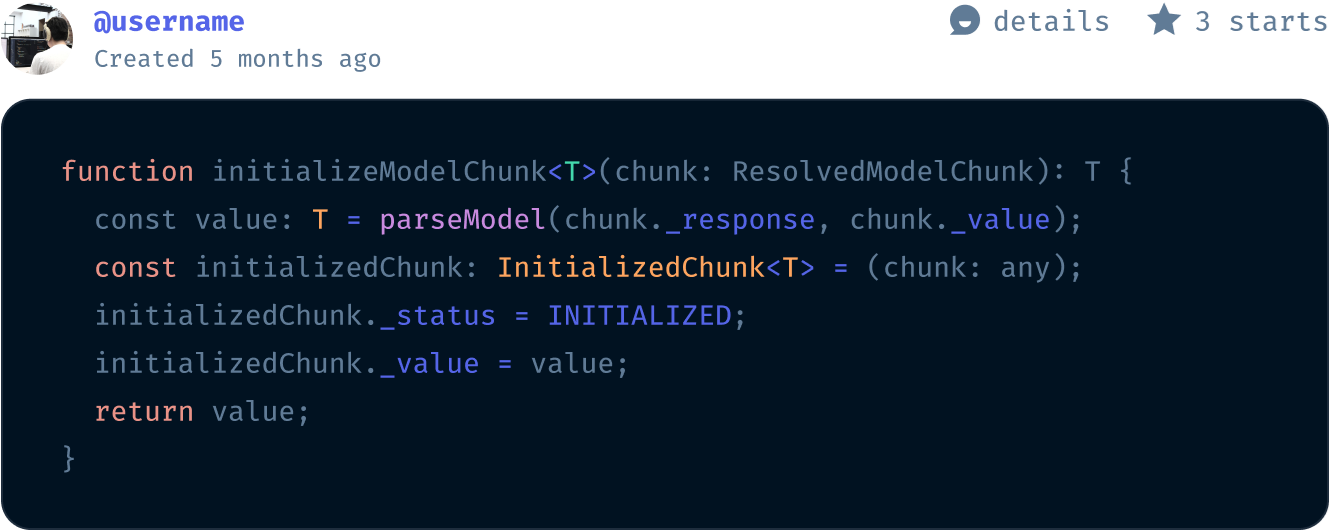 @username
Created 5 months ago
details
3 starts
function initializeModelChunk<T>(chunk: ResolvedModelChunk): T {
  const value: T = parseModel(chunk._response, chunk._value);
  const initializedChunk: InitializedChunk<T> = (chunk: any);
  initializedChunk._status = INITIALIZED;
  initializedChunk._value = value;
  return value;
}